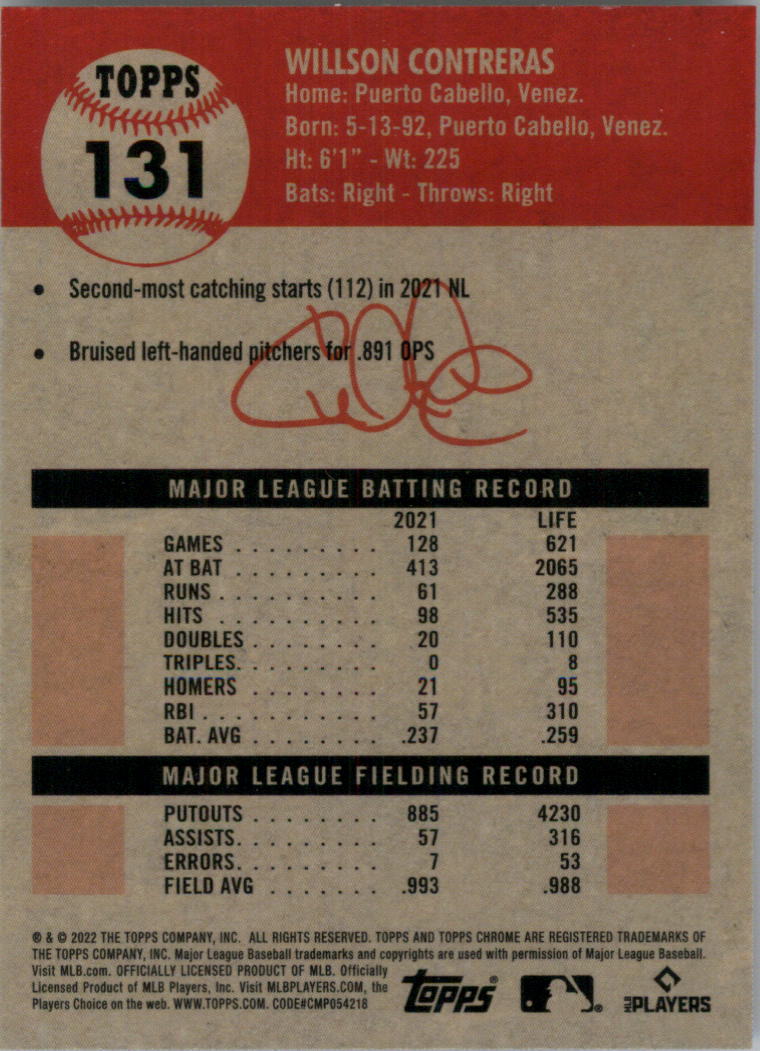 TOPPS
131
WILLSON CONTRERAS
Home: Puerto Cabello, Venez.
Born: 5-13-92, Puerto Cabello, Venez.
Ht: 6'1" - Wt: 225
Bats: Right - Throws: Right
• Second-most catching starts (112) in 2021 NL
• Bruised left-handed pitchers for .891 OPS
MAJOR LEAGUE BATTING RECORD
2021 LIFE
GAMES . . . . . . . . . 128 621
AT BAT . . . . . . . . . 413 2065
RUNS . . . . . . . . . . 61 288
HITS . . . . . . . . . . 98 535
DOUBLES . . . . . . . . 20 110
TRIPLES. . . . . . . . . 0 8
HOMERS . . . . . . . . 21 95
RBI . . . . . . . . . . . 57 310
BAT. AVG . . . . . . . . .237 .259
MAJOR LEAGUE FIELDING RECORD
PUTOUTS . . . . . . . . 885 4230
ASSISTS. . . . . . . . . 57 316
ERRORS. . . . . . . . . 7 53
FIELD AVG . . . . . . . .993 .988
® & © 2022 THE TOPPS COMPANY, INC. ALL RIGHTS RESERVED. TOPPS AND TOPPS CHROME ARE REGISTERED TRADEMARKS OF
THE TOPPS COMPANY, INC. Major League Baseball trademarks and copyrights are used with permission of Major League Baseball.
Visit MLB.com. OFFICIALLY LICENSED PRODUCT OF MLB. Officially
Licensed Product of MLB Players, Inc. Visit MLBPLAYERS.COM, the
Players Choice on the web. WWW.TOPPS.COM. CODE#CMP054218
topps®
®
MLB PLAYERS